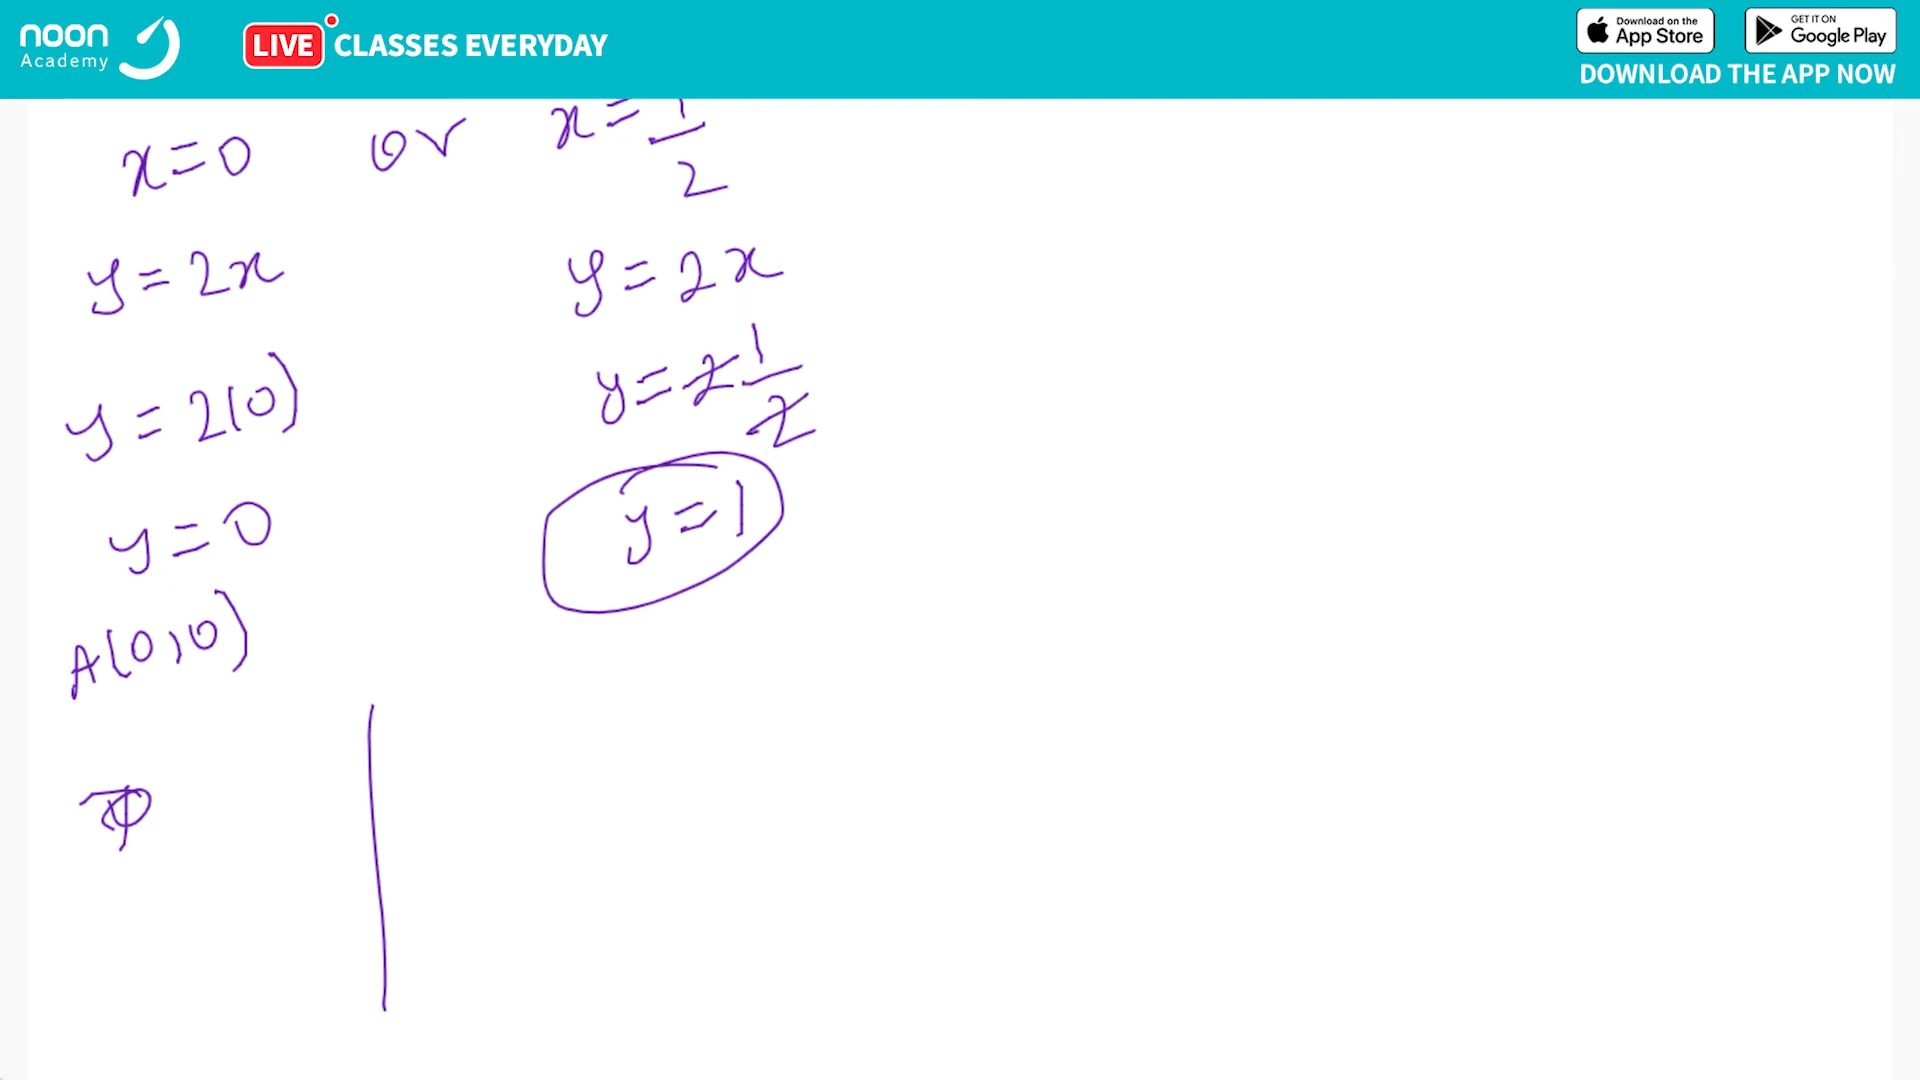 noon
Academy
LIVE CLASSES EVERYDAY
Download on the
App Store
GET IT ON
Google Play
DOWNLOAD THE APP NOW
x=0 or x=1/2
y=2x
y=2(0)
y=0
A(0,0)
y=2x
y=2 1/2
y=1